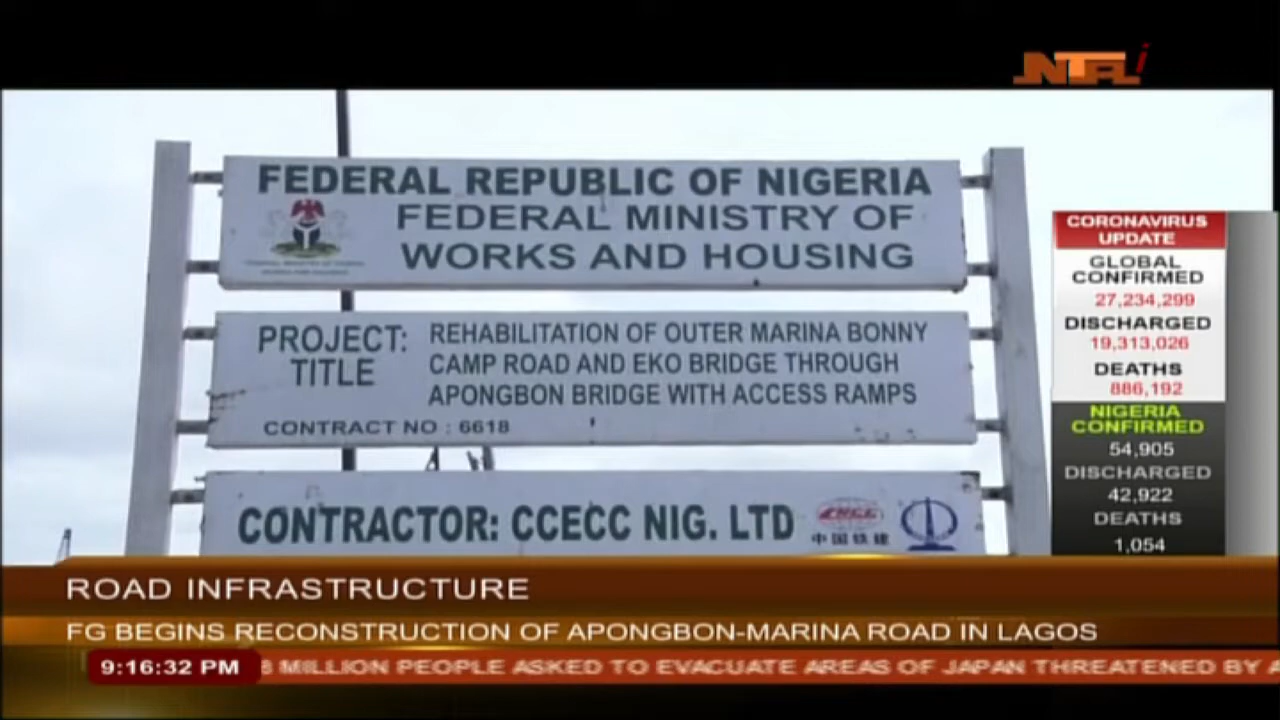 NTA i
FEDERAL REPUBLIC OF NIGERIA
FEDERAL MINISTRY OF
WORKS AND HOUSING
PROJECT: TITLE
REHABILITATION OF OUTER MARINA BONNY
CAMP ROAD AND EKO BRIDGE THROUGH
APONGBON BRIDGE WITH ACCESS RAMPS
CONTRACT NO : 6618
CONTRACTOR: CCECC NIG. LTD
中国铁建
CORONAVIRUS
UPDATE
GLOBAL
CONFIRMED
27,234,299
DISCHARGED
19,313,026
DEATHS
886,192
NIGERIA
CONFIRMED
54,905
DISCHARGED
42,922
DEATHS
1,054
ROAD INFRASTRUCTURE
FG BEGINS RECONSTRUCTION OF APONGBON-MARINA ROAD IN LAGOS
9:16:32 PM
8 MILLION PEOPLE ASKED TO EVACUATE AREAS OF JAPAN THREATENED BY A